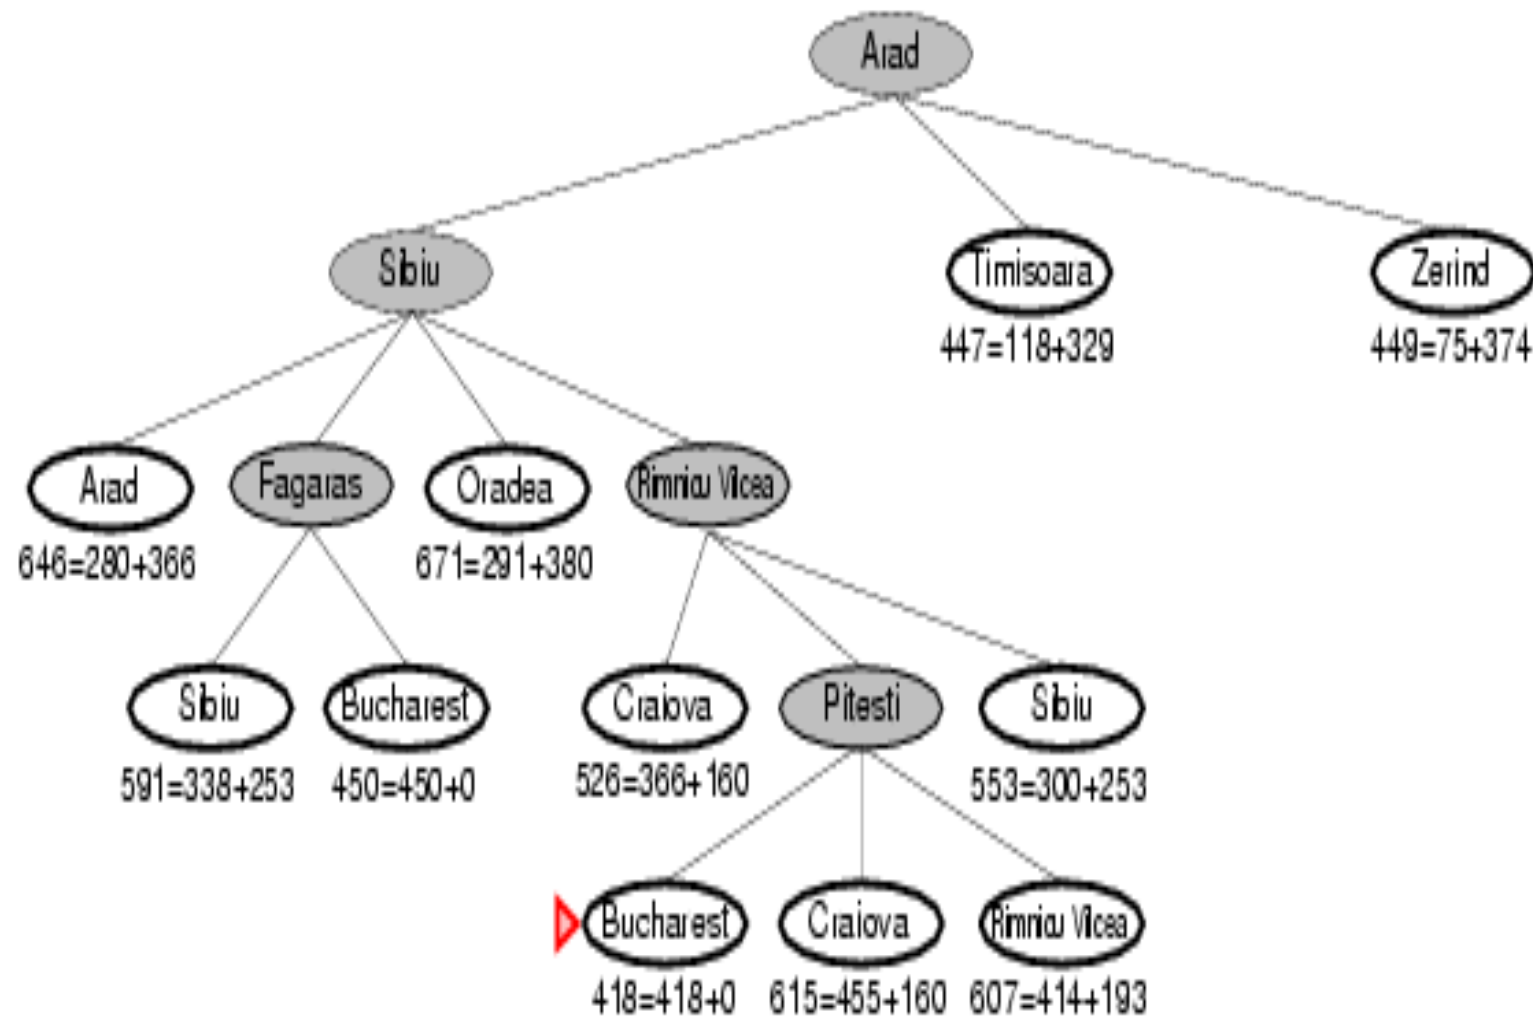 Arad
Sibiu
Timisoara
Zerind
447=118+329
449=75+374
Arad
Fagaras
Oradea
Rimnicu Vilcea
646=280+366
671=291+380
Sibiu
Bucharest
Craiova
Pitesti
Sibiu
591=338+253
450=450+0
526=366+160
553=300+253
Bucharest
Craiova
Rimnicu Vilcea
418=418+0
615=455+160
607=414+193